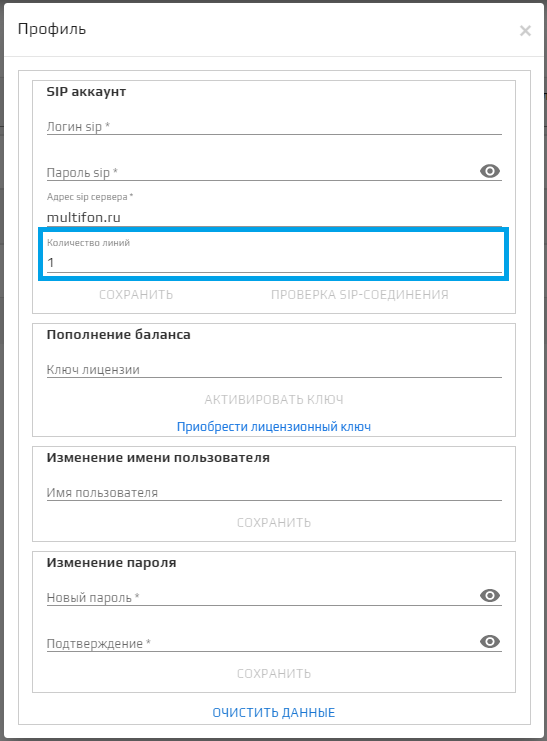 Профиль
×
SIP аккаунт
Логин sip *
Пароль sip *
Адрес sip сервера *
multifon.ru
Количество линий
1
СОХРАНИТЬ ПРОВЕРКА SIP-СОЕДИНЕНИЯ
Пополнение баланса
Ключ лицензии
АКТИВИРОВАТЬ КЛЮЧ
Приобрести лицензионный ключ
Изменение имени пользователя
Имя пользователя
СОХРАНИТЬ
Изменение пароля
Новый пароль *
Подтверждение *
СОХРАНИТЬ
ОЧИСТИТЬ ДАННЫЕ